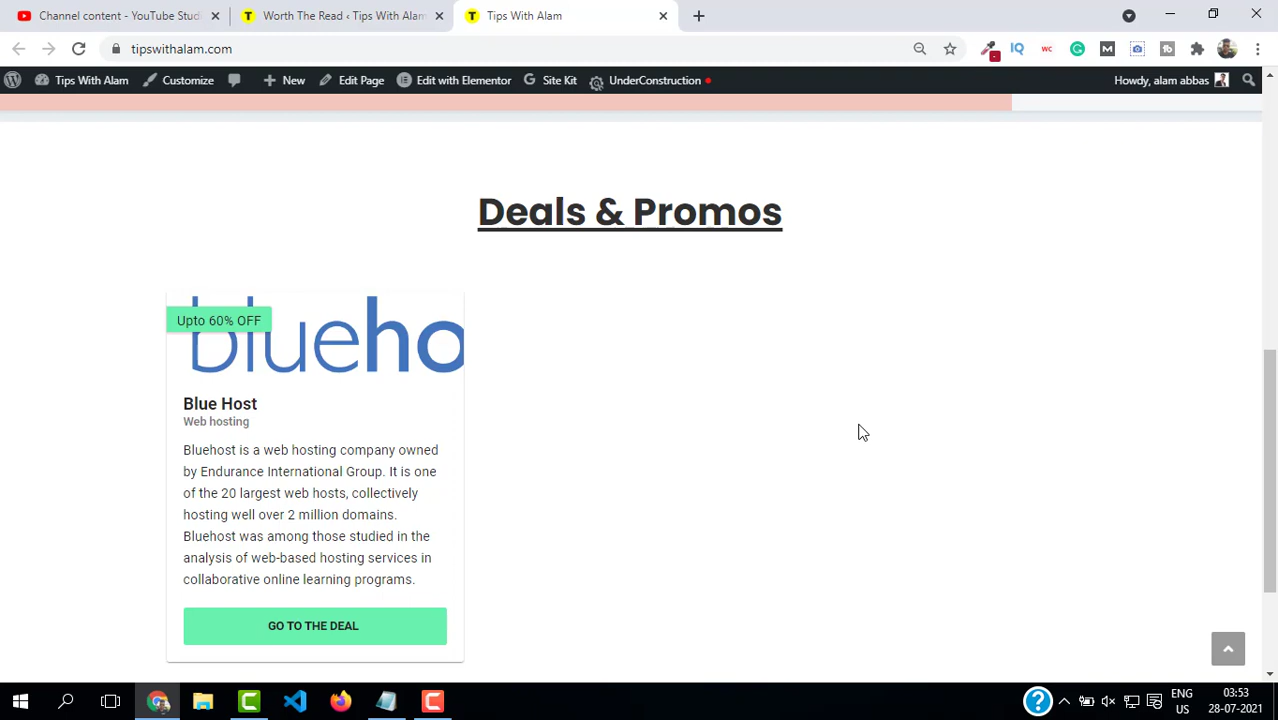 Channel content - YouTube Stud
Worth The Read ‹ Tips With Alam
Tips With Alam
tipswithalam.com
Tips With Alam
Customize
New
Edit Page
Edit with Elementor
Site Kit
UnderConstruction
Howdy, alam abbas
Deals & Promos
Upto 60% OFF
blueho
Blue Host
Web hosting
Bluehost is a web hosting company owned
by Endurance International Group. It is one
of the 20 largest web hosts, collectively
hosting well over 2 million domains.
Bluehost was among those studied in the
analysis of web-based hosting services in
collaborative online learning programs.
GO TO THE DEAL
ENG
US
03:53
28-07-2021